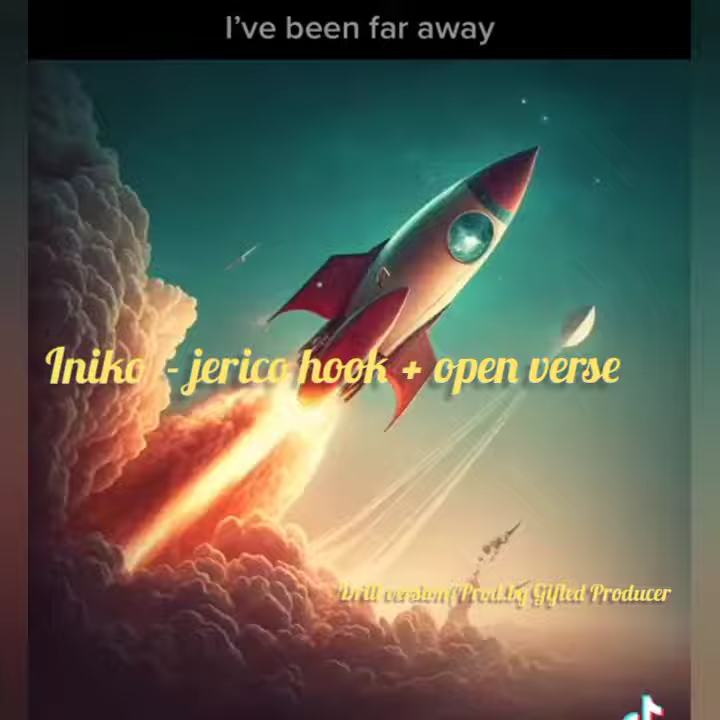 I've been far away
Iniko - jerico hook + open verse
Drill version(Prod.by Gifted Producer